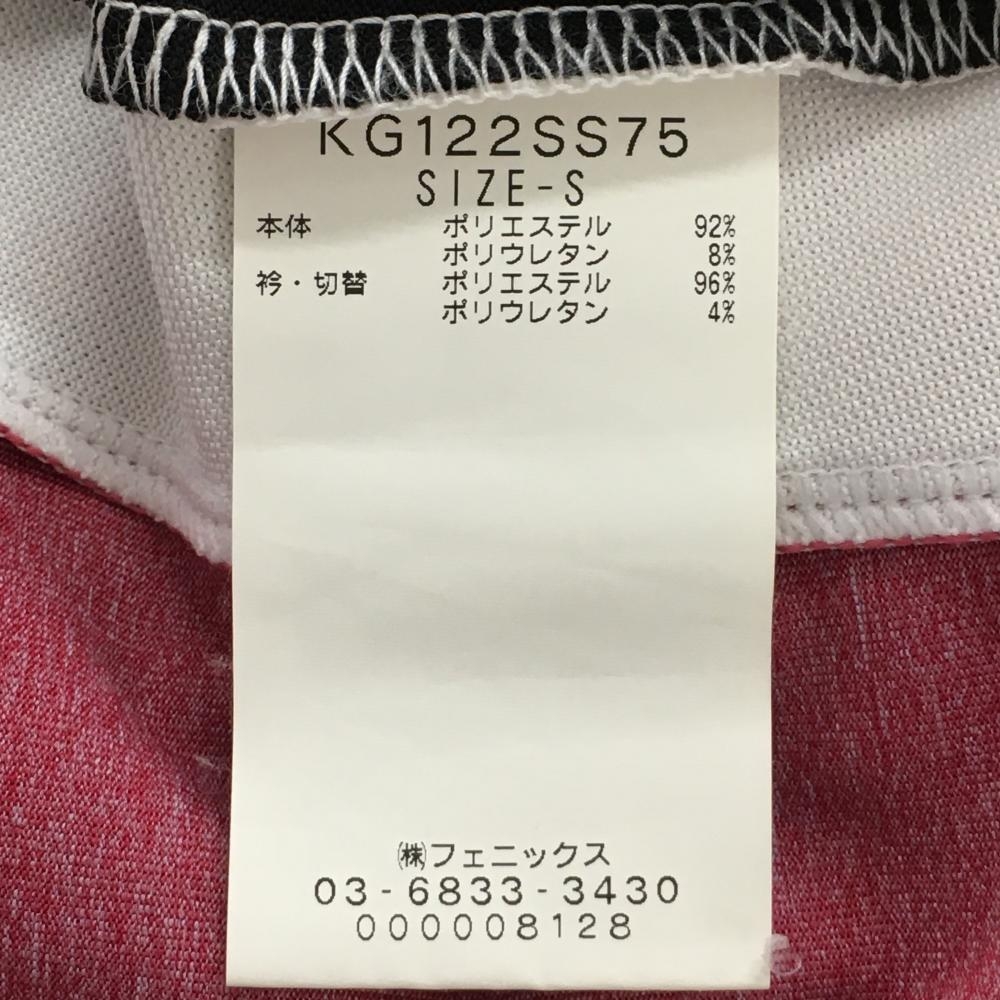 KG122SS75
SIZE-S
本体 ポリエステル 92%
ポリウレタン 8%
衿・切替 ポリエステル 96%
ポリウレタン 4%
㈱フェニックス
03-6833-3430
000008128